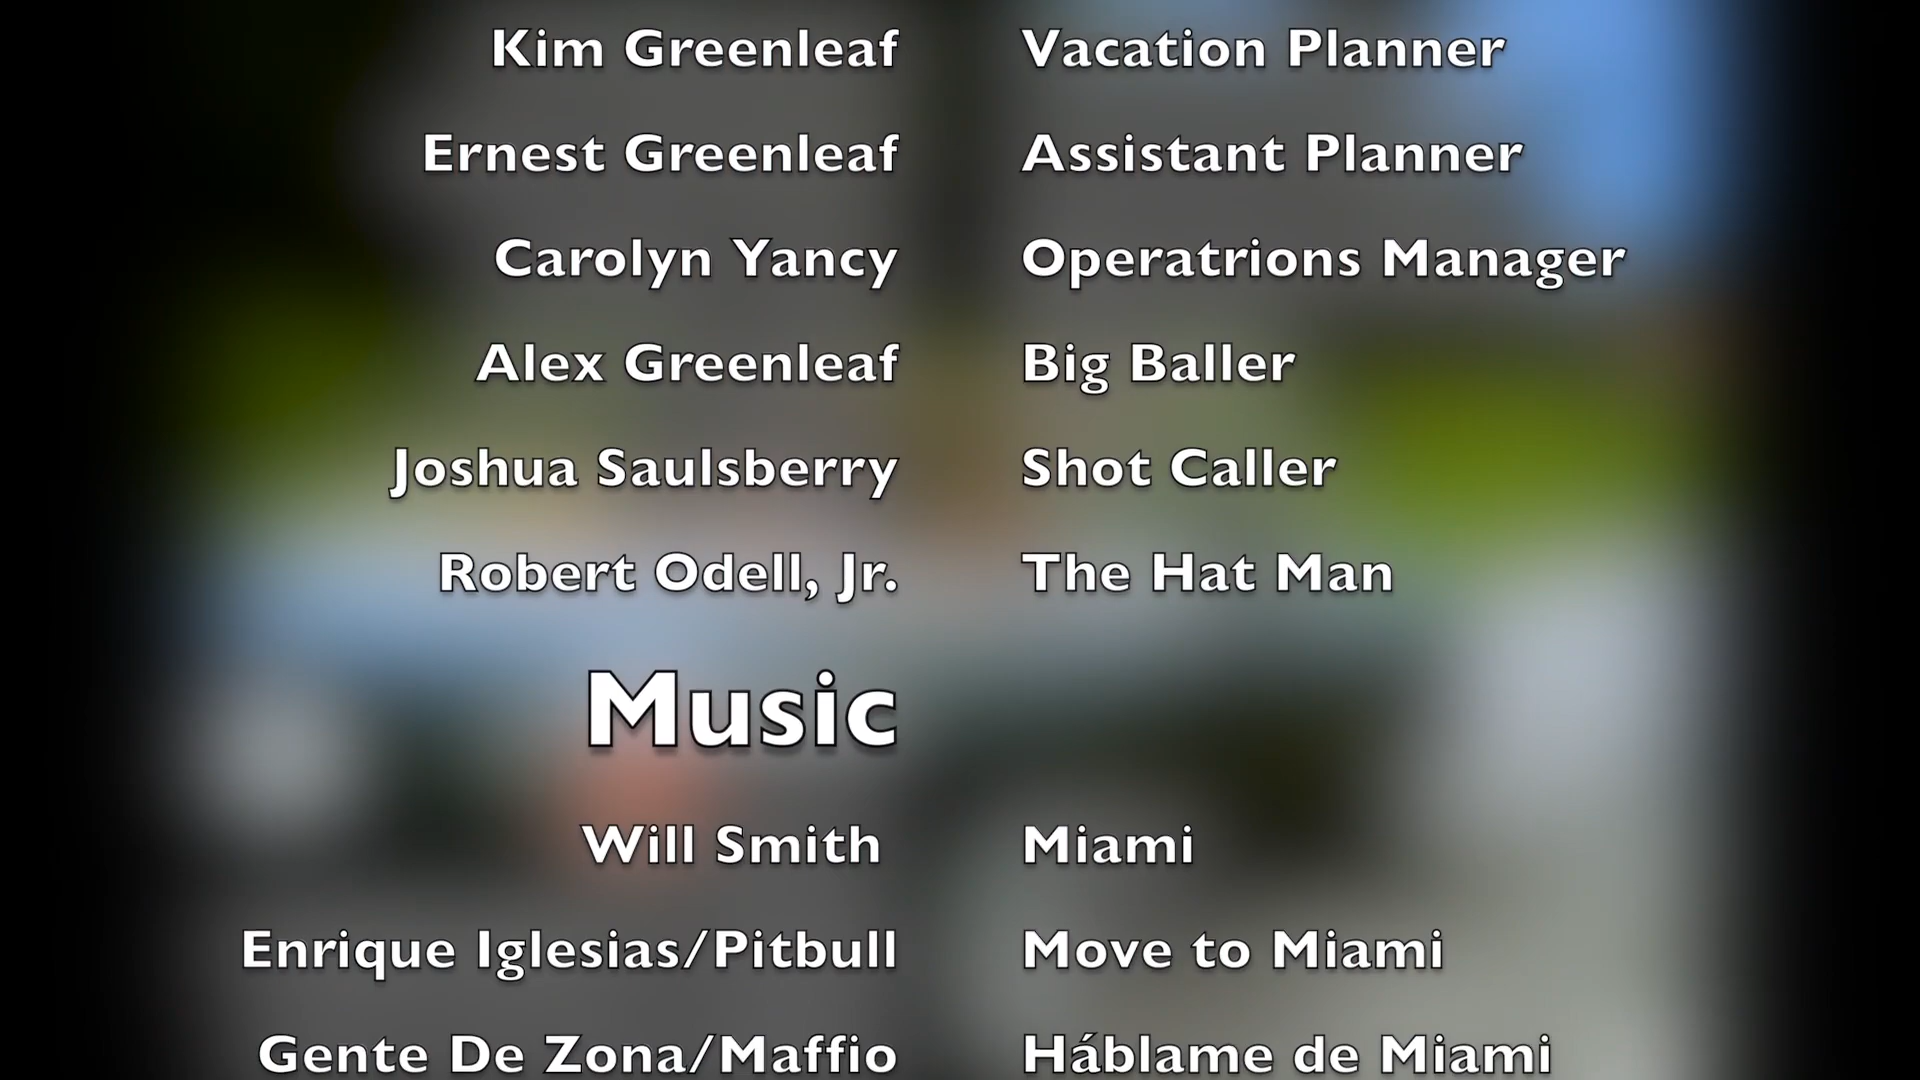 Kim Greenleaf Vacation Planner
Ernest Greenleaf Assistant Planner
Carolyn Yancy Operatrions Manager
Alex Greenleaf Big Baller
Joshua Saulsberry Shot Caller
Robert Odell, Jr. The Hat Man
Music
Will Smith Miami
Enrique Iglesias/Pitbull Move to Miami
Gente De Zona/Maffio Háblame de Miami